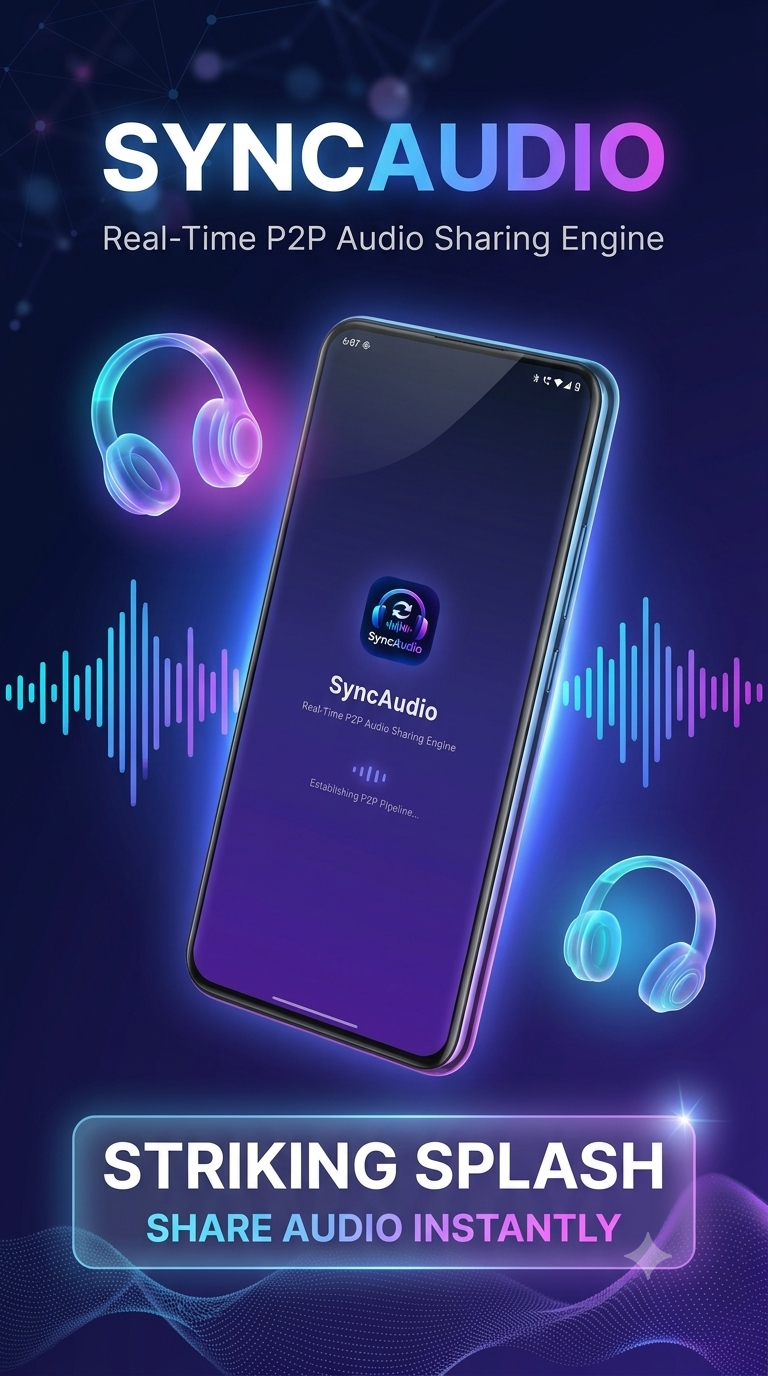 SYNCAUDIO
Real-Time P2P Audio Sharing Engine
SyncAudio
SyncAudio
Real-Time P2P Audio Sharing Engine
Establishing P2P Pipeline...
STRIKING SPLASH
SHARE AUDIO INSTANTLY